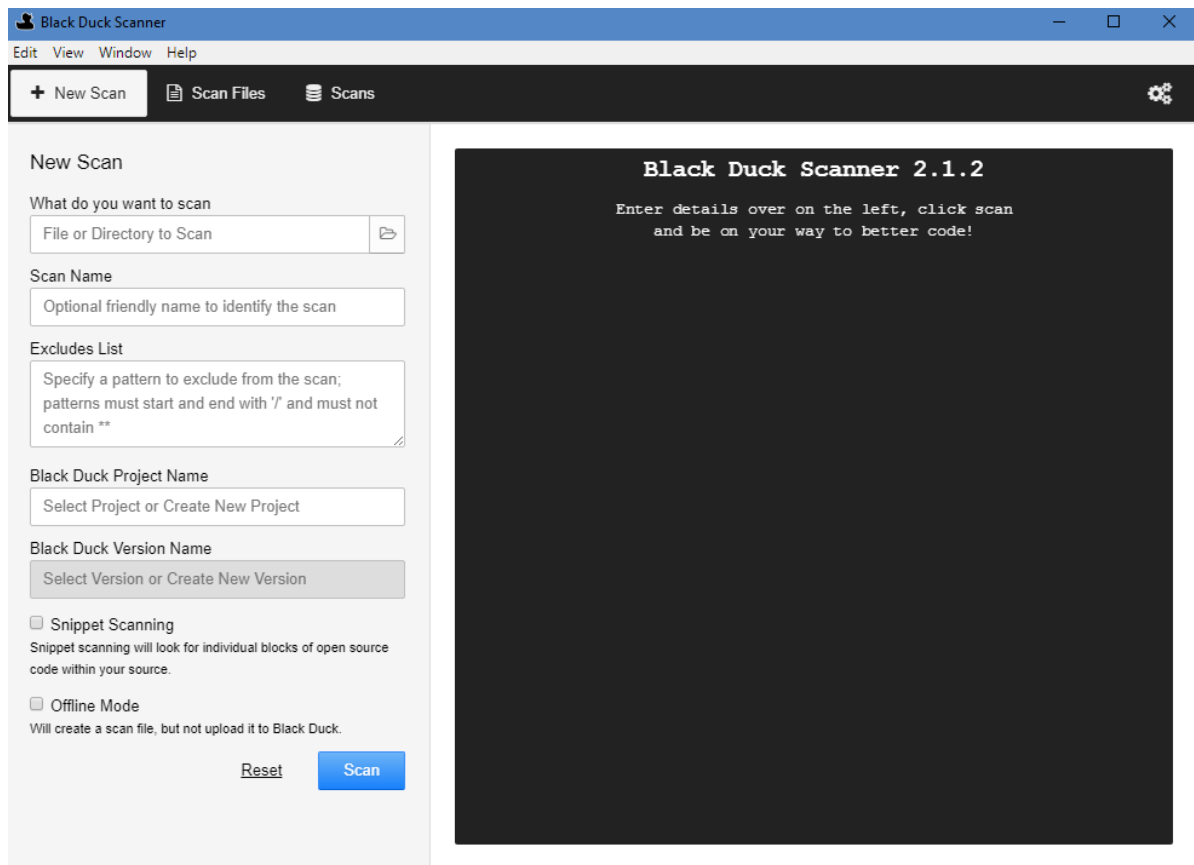 Black Duck Scanner
Edit View Window Help
New Scan Scan Files Scans
New Scan
What do you want to scan
File or Directory to Scan
Scan Name
Optional friendly name to identify the scan
Excludes List
Specify a pattern to exclude from the scan;
patterns must start and end with '/' and must not
contain **
Black Duck Project Name
Select Project or Create New Project
Black Duck Version Name
Select Version or Create New Version
Snippet Scanning
Snippet scanning will look for individual blocks of open source
code within your source.
Offline Mode
Will create a scan file, but not upload it to Black Duck.
Reset Scan
Black Duck Scanner 2.1.2
Enter details over on the left, click scan
and be on your way to better code!